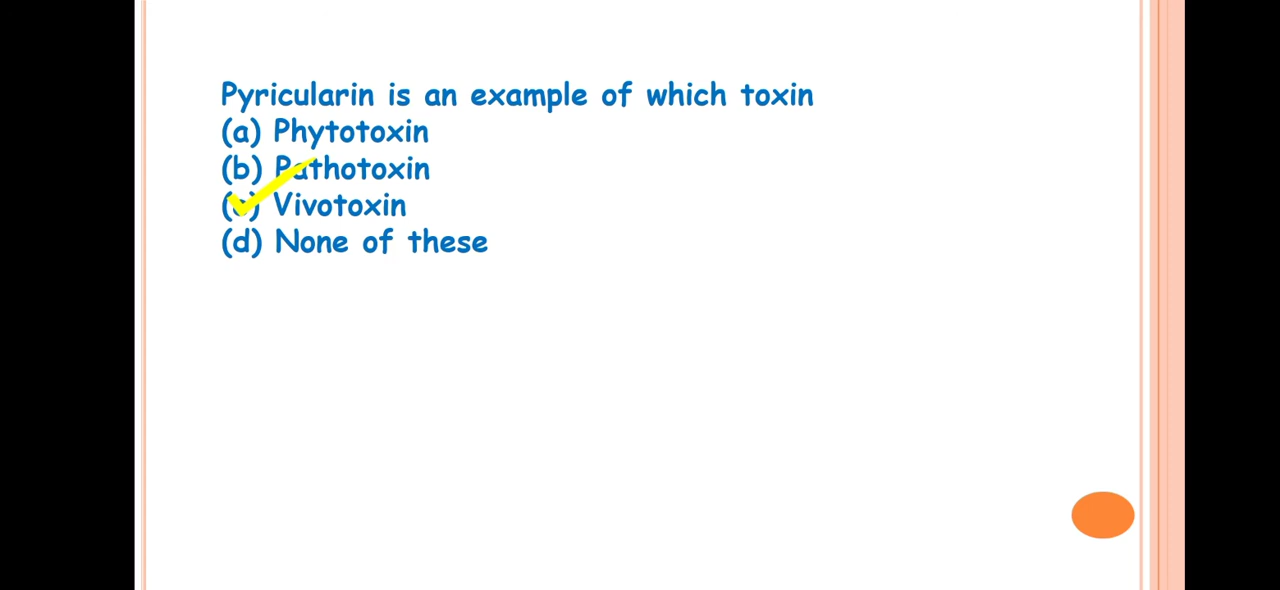 Pyricularin is an example of which toxin
(a) Phytotoxin
(b) Pathotoxin
(c) Vivotoxin
(d) None of these